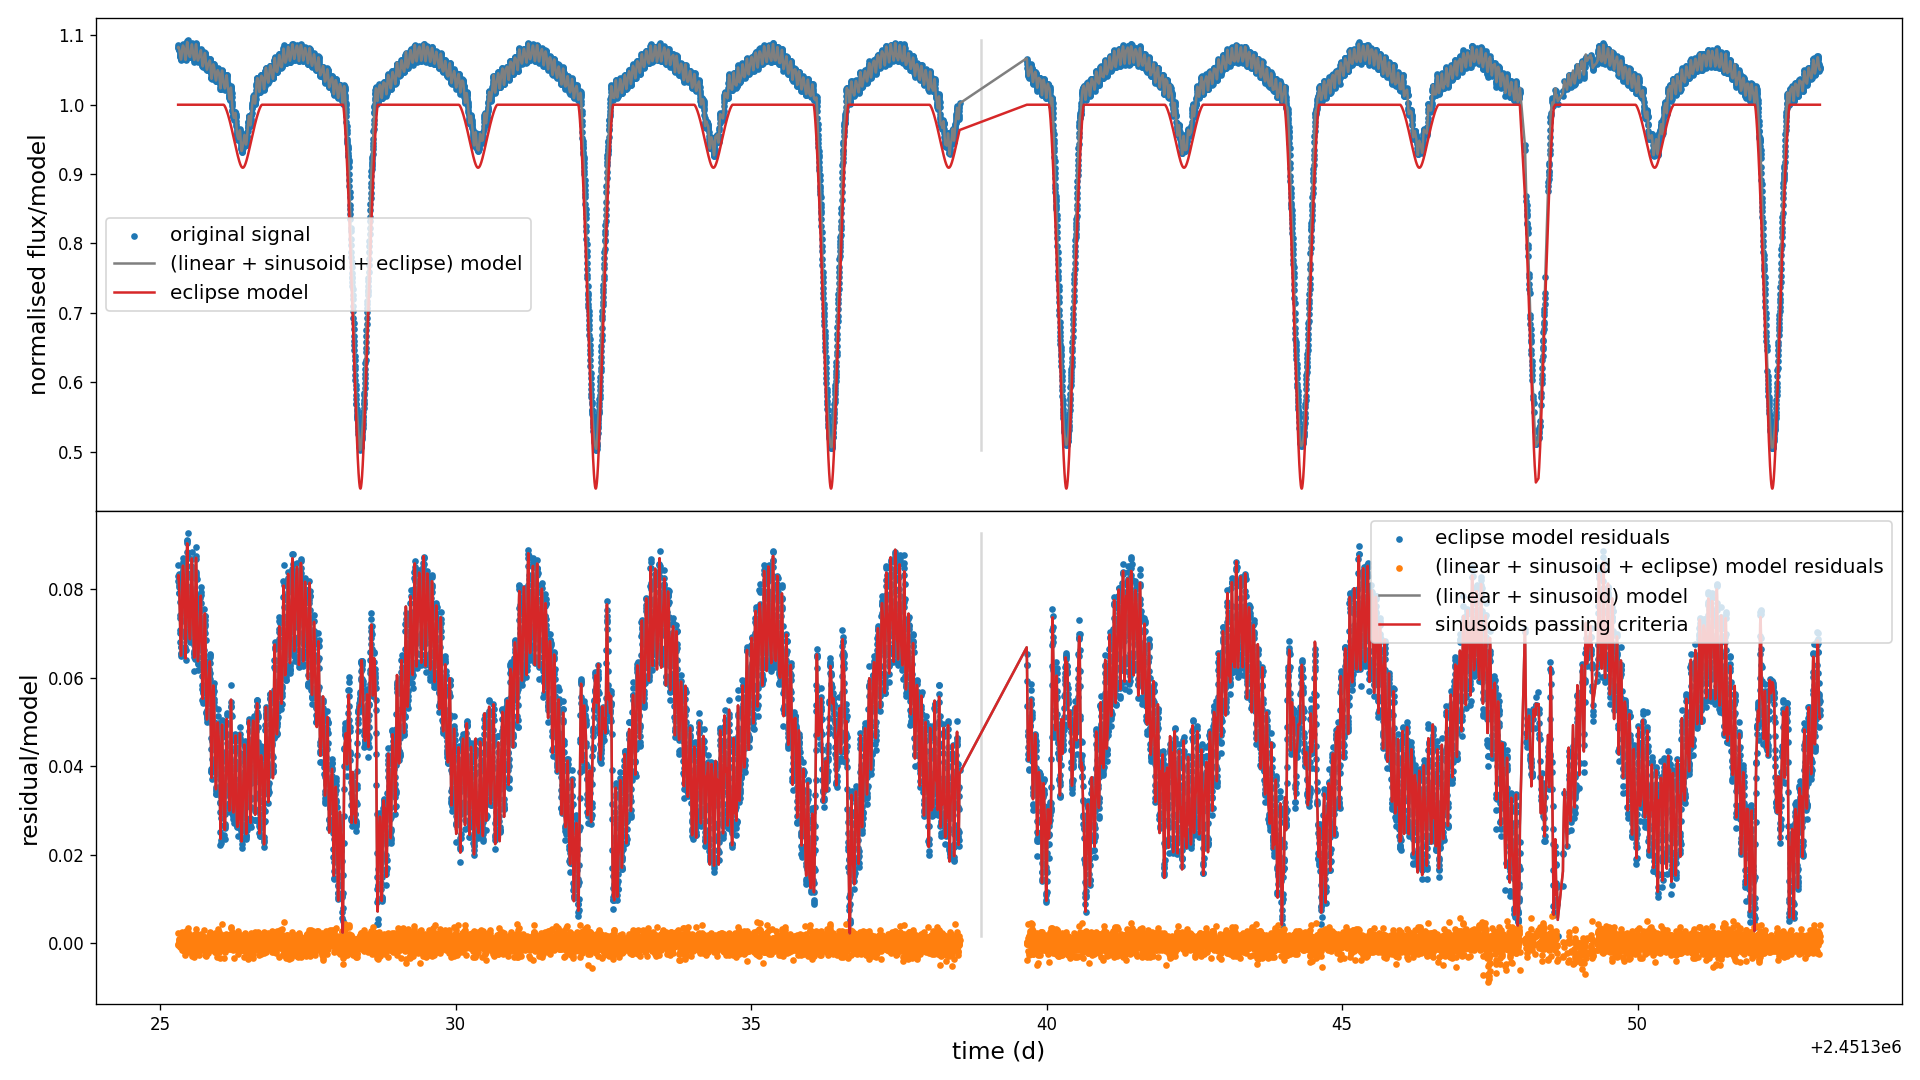 1.1
1.0
0.9
0.8
0.7
0.6
0.5
normalised flux/model
original signal
(linear + sinusoid + eclipse) model
eclipse model
0.08
0.06
0.04
0.02
0.00
residual/model
eclipse model residuals
(linear + sinusoid + eclipse) model residuals
(linear + sinusoid) model
sinusoids passing criteria
25 30 35 40 45 50
time (d)
+2.4513e6